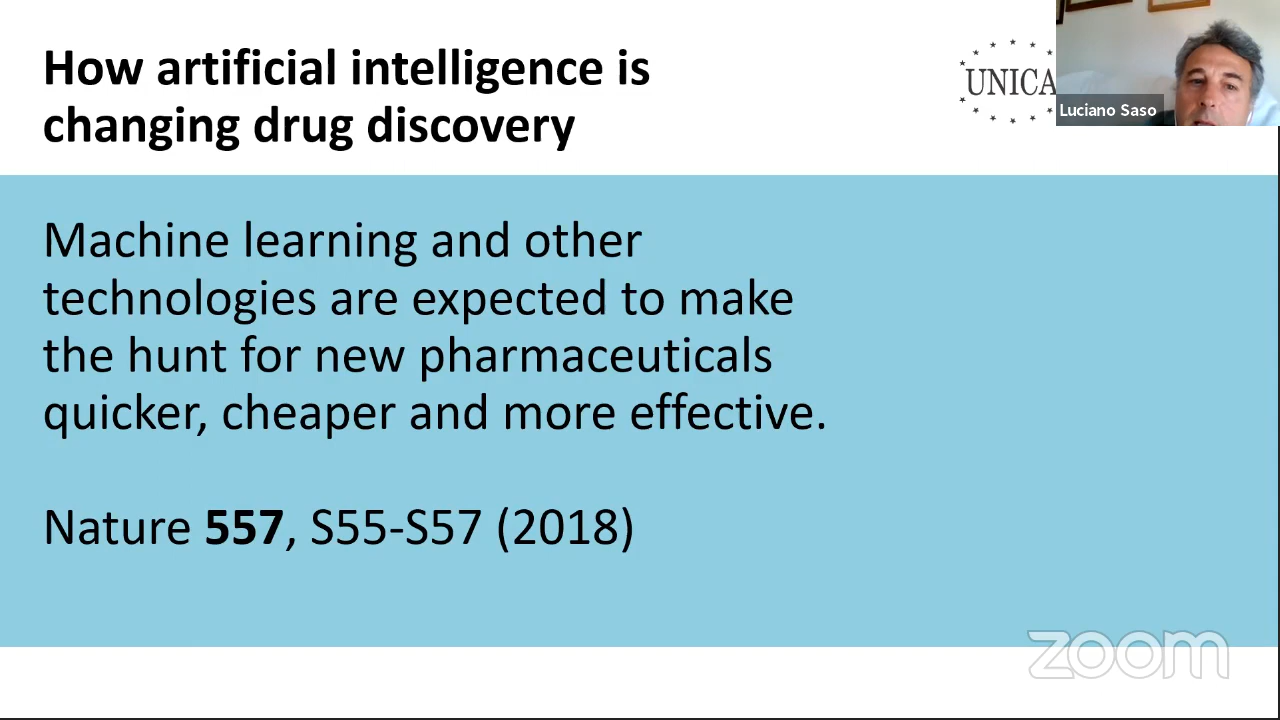 How artificial intelligence is
changing drug discovery
UNICA
Luciano Saso
Machine learning and other
technologies are expected to make
the hunt for new pharmaceuticals
quicker, cheaper and more effective.
Nature 557, S55-S57 (2018)
zoom